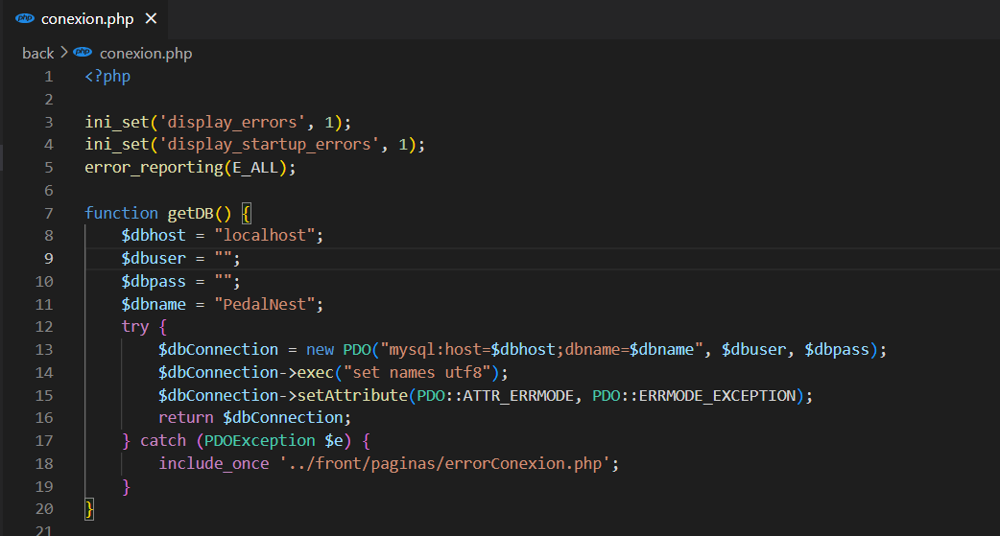 php conexion.php ×
back > php conexion.php
1 <?php
2
3 ini_set('display_errors', 1);
4 ini_set('display_startup_errors', 1);
5 error_reporting(E_ALL);
6
7 function getDB() {
8 $dbhost = "localhost";
9 $dbuser = "";
10 $dbpass = "";
11 $dbname = "PedalNest";
12 try {
13 $dbConnection = new PDO("mysql:host=$dbhost;dbname=$dbname", $dbuser, $dbpass);
14 $dbConnection->exec("set names utf8");
15 $dbConnection->setAttribute(PDO::ATTR_ERRMODE, PDO::ERRMODE_EXCEPTION);
16 return $dbConnection;
17 } catch (PDOException $e) {
18 include_once '../front/paginas/errorConexion.php';
19 }
20 }
21